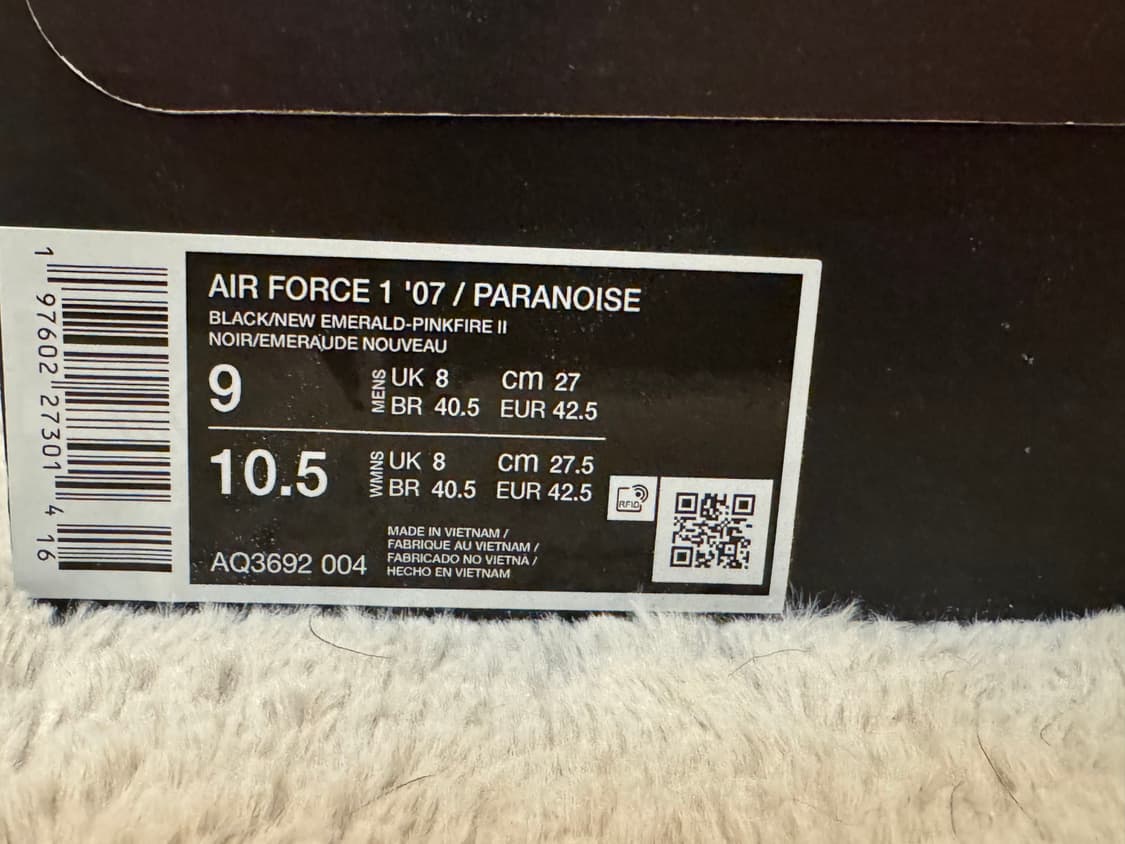 1 97602 27301 4 16
AIR FORCE 1 '07 / PARANOISE
BLACK/NEW EMERALD-PINKFIRE II
NOIR/EMERAUDE NOUVEAU
9 MENS UK 8 cm 27
BR 40.5 EUR 42.5
10.5 WMNS UK 8 cm 27.5
BR 40.5 EUR 42.5
RFID
MADE IN VIETNAM /
FABRIQUE AU VIETNAM /
FABRICADO NO VIETNÃ /
HECHO EN VIETNAM
AQ3692 004